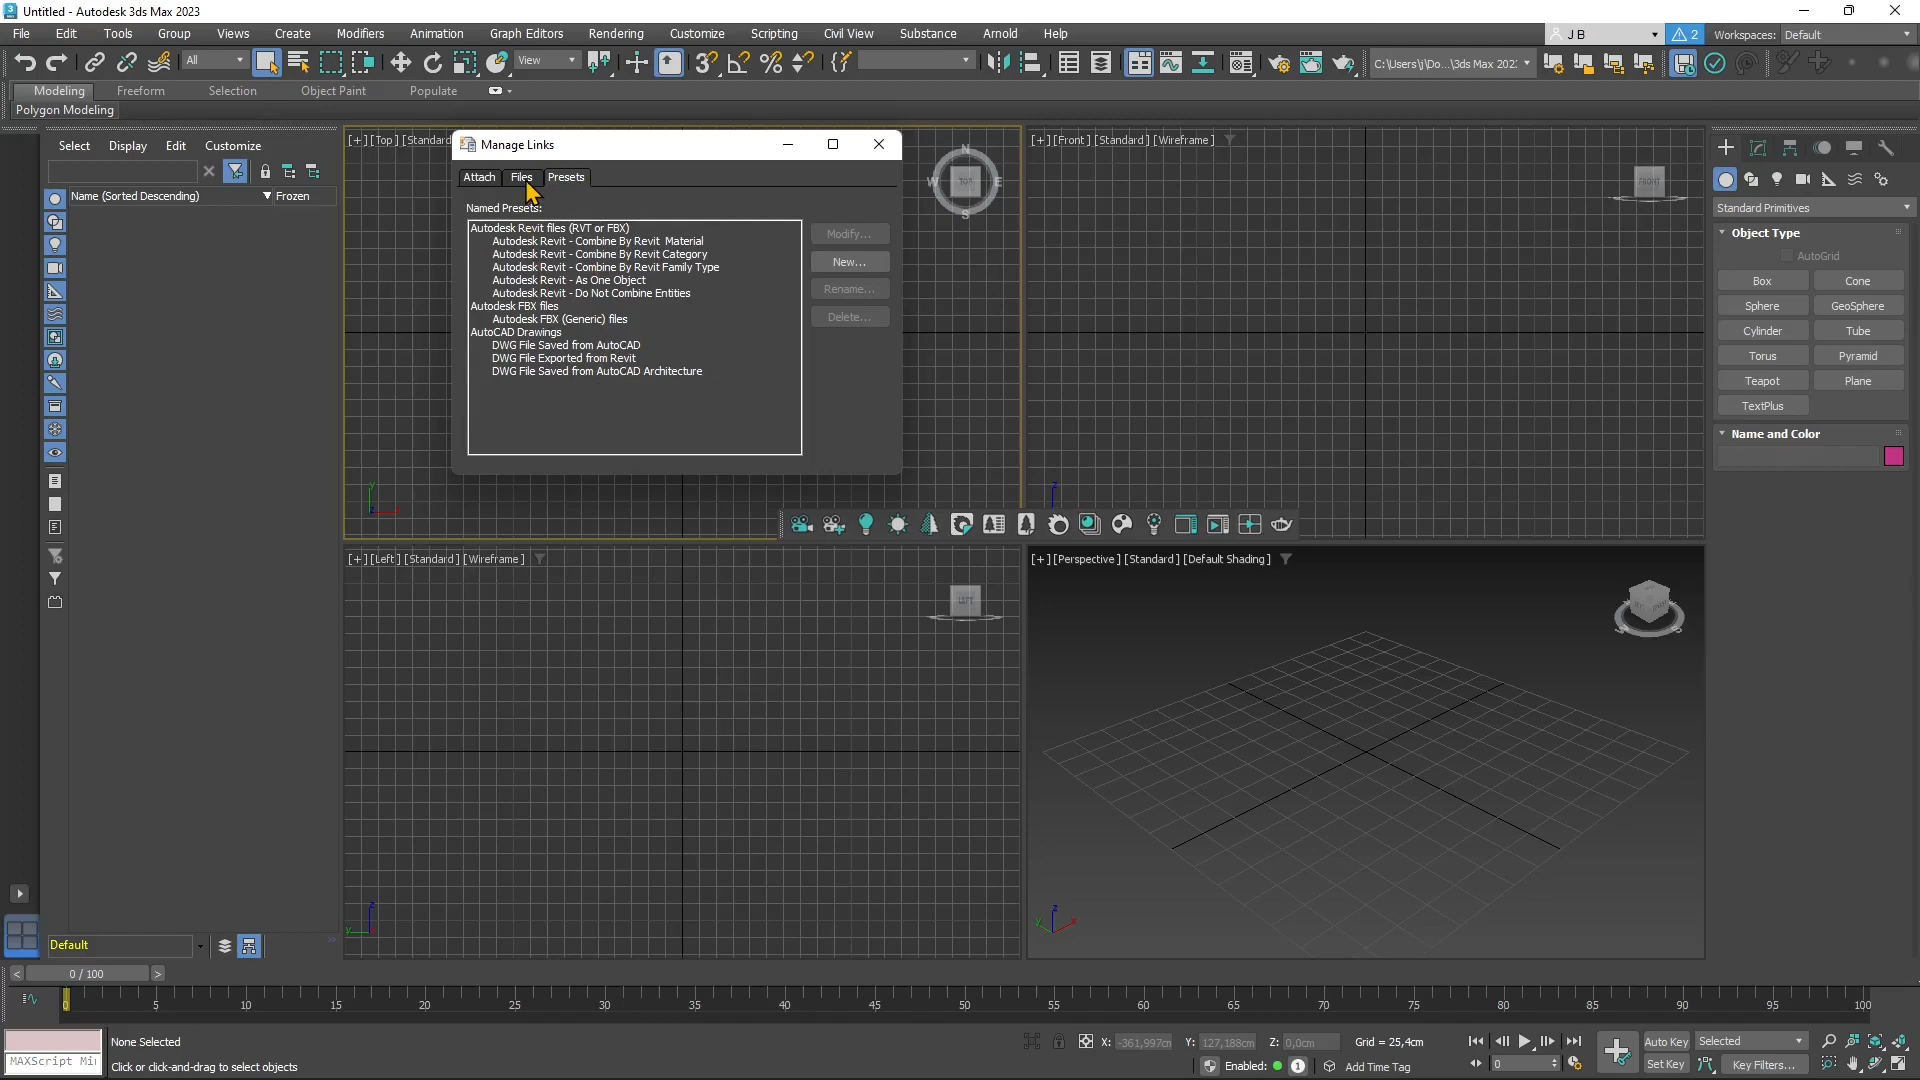 Untitled - Autodesk 3ds Max 2023
File Edit Tools Group Views Create Modifiers Animation Graph Editors Rendering Customize Scripting Civil View Substance Arnold Help
J B
2
Workspaces: Default
All
View
C:\Users\j\Do...\3ds Max 202:
Modeling Freeform Selection Object Paint Populate
Polygon Modeling
Select Display Edit Customize
Name (Sorted Descending) Frozen
[+] [Top] [Standard
Manage Links
Attach Files Presets
Named Presets:
Autodesk Revit files (RVT or FBX)
Autodesk Revit - Combine By Revit Material
Autodesk Revit - Combine By Revit Category
Autodesk Revit - Combine By Revit Family Type
Autodesk Revit - As One Object
Autodesk Revit - Do Not Combine Entities
Autodesk FBX files
Autodesk FBX (Generic) files
AutoCAD Drawings
DWG File Saved from AutoCAD
DWG File Exported from Revit
DWG File Saved from AutoCAD Architecture
Modify...
New...
Rename...
Delete...
N
W TOP E
S
[+] [Front] [Standard] [Wireframe]
FRONT
Standard Primitives
Object Type
AutoGrid
Box Cone
Sphere GeoSphere
Cylinder Tube
Torus Pyramid
Teapot Plane
TextPlus
Name and Color
y
z x
z
[+] [Left] [Standard] [Wireframe]
LEFT
z
y
[+] [Perspective] [Standard] [Default Shading]
z
y x
Default
< 0 / 100 >
0 5 10 15 20 25 30 35 40 45 50 55 60 65 70 75 80 85 90 95 100
None Selected
MAXScript Mi
Click or click-and-drag to select objects
X: -361,997cm Y: 127,188cm Z: 0,0cm Grid = 25,4cm
Enabled: 1 Add Time Tag
Auto Key Selected
0
Set Key Key Filters...